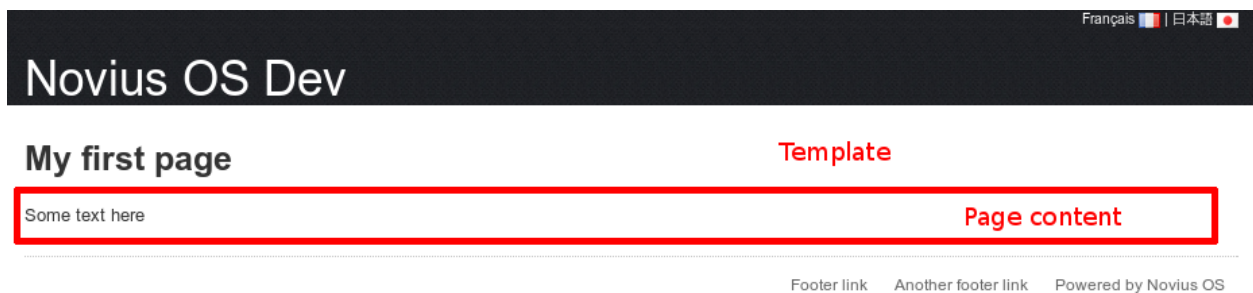 Français | 日本語
Novius OS Dev
My first page
Template
Some text here
Page content
Footer link Another footer link Powered by Novius OS